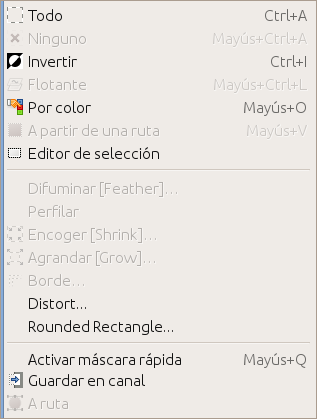 Todo Ctrl+A
Ninguno Mayús+Ctrl+A
Invertir Ctrl+I
Flotante Mayús+Ctrl+L
Por color Mayús+O
A partir de una ruta Mayús+V
Editor de selección
Difuminar [Feather]...
Perfilar
Encoger [Shrink]...
Agrandar [Grow]...
Borde...
Distort...
Rounded Rectangle...
Activar máscara rápida Mayús+Q
Guardar en canal
A ruta